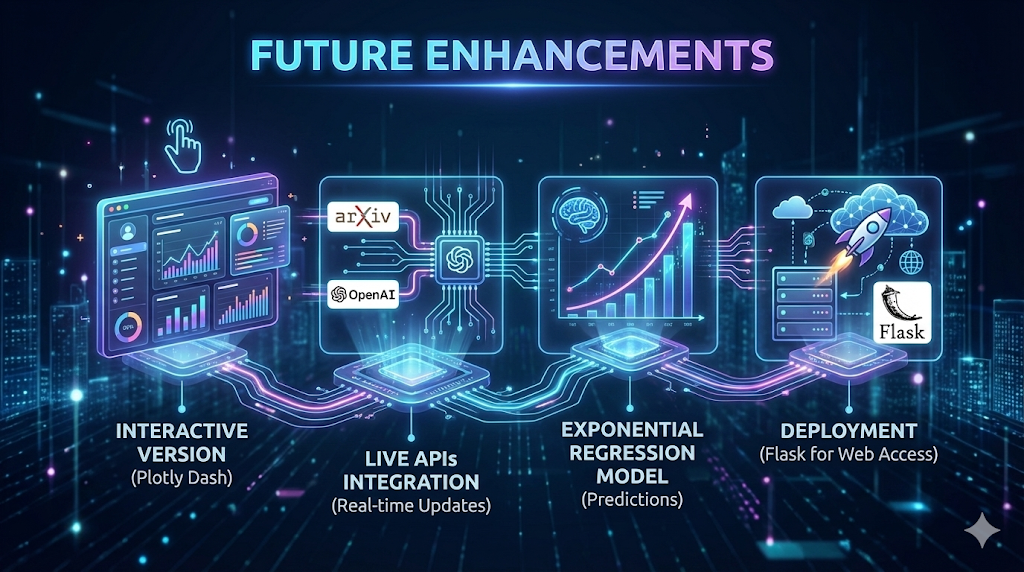 FUTURE ENHANCEMENTS
arXiv
OpenAI
Flask
INTERACTIVE
VERSION
(Plotly Dash)
LIVE APIs
INTEGRATION
(Real-time Updates)
EXPONENTIAL
REGRESSION
MODEL
(Predictions)
DEPLOYMENT
(Flask for Web Access)